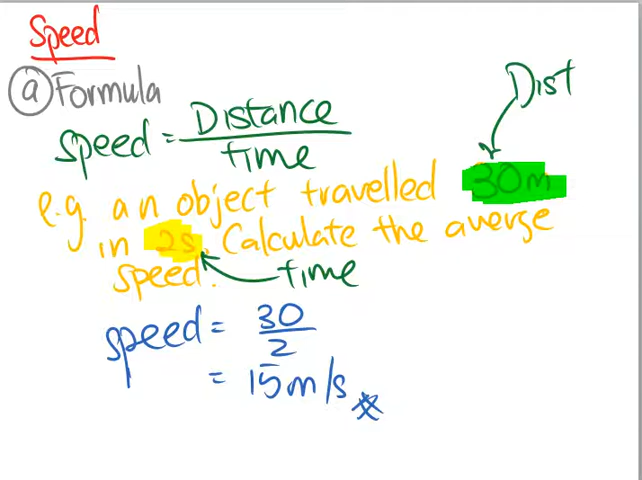 Speed
ⓐ Formula
Dist
speed = Distance / time
e.g. an object travelled 30m
in 2s. Calculate the averge
speed.
time
speed = 30 / 2
= 15m/s